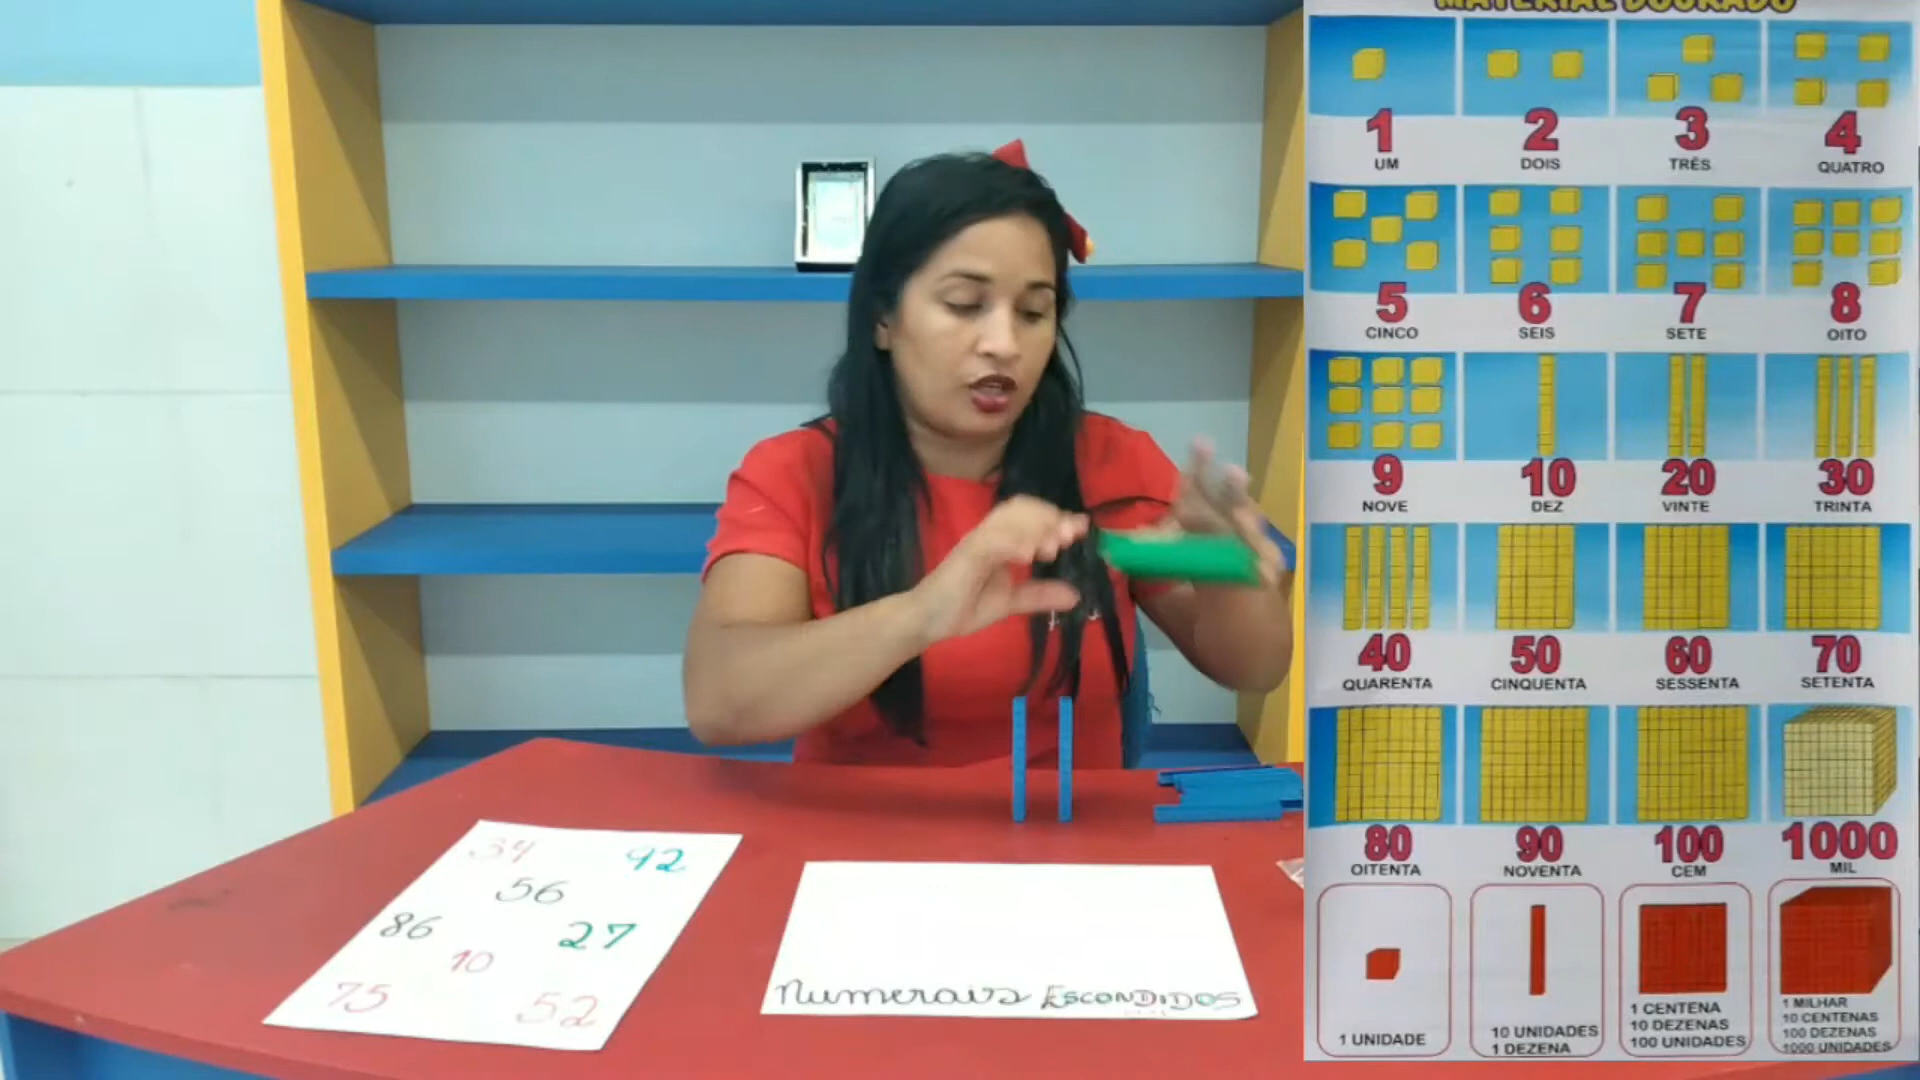 34 92
56
86 27
10
75 52
Numerais ESCONDIDOS
MATERIAL DOURADO
1 2 3 4
UM DOIS TRÊS QUATRO
5 6 7 8
CINCO SEIS SETE OITO
9 10 20 30
NOVE DEZ VINTE TRINTA
40 50 60 70
QUARENTA CINQUENTA SESSENTA SETENTA
80 90 100 1000
OITENTA NOVENTA CEM MIL
1 UNIDADE
10 UNIDADES
1 DEZENA
1 CENTENA
10 DEZENAS
100 UNIDADES
1 MILHAR
10 CENTENAS
100 DEZENAS
1000 UNIDADES